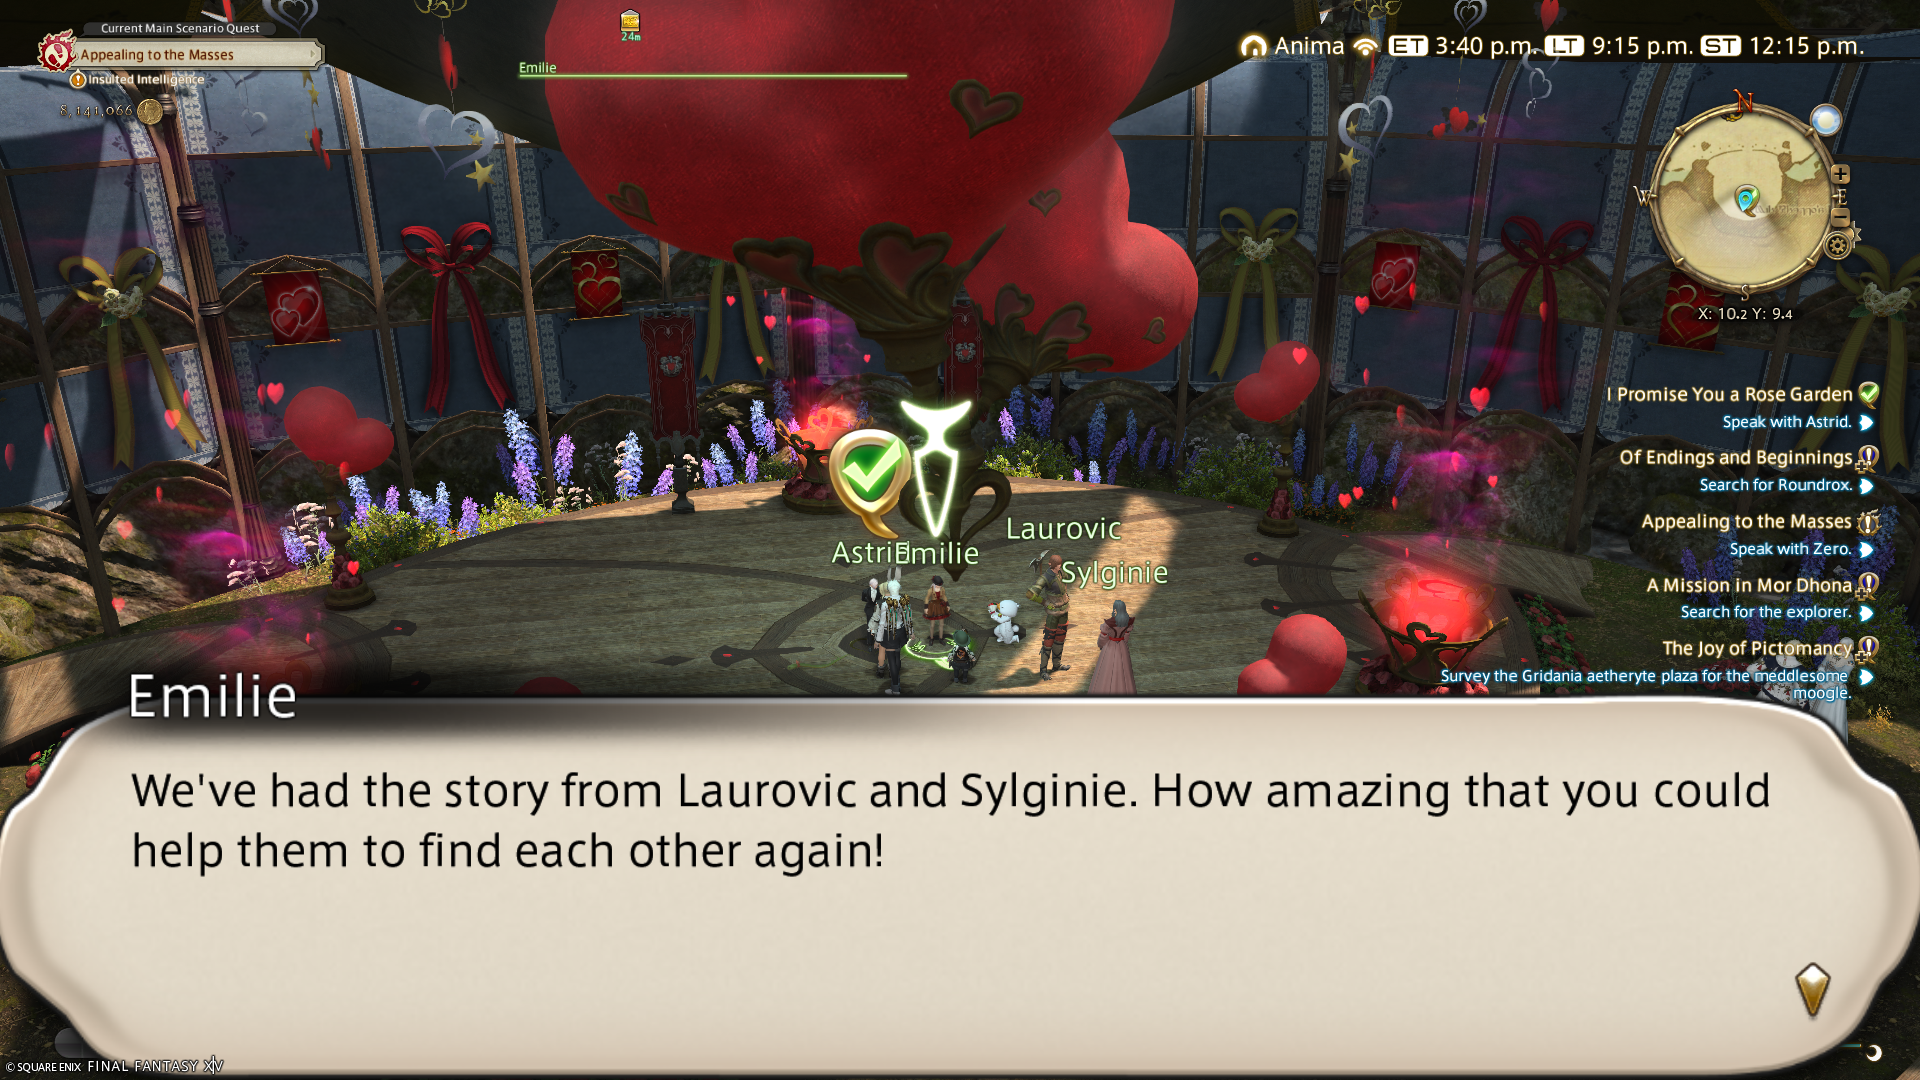 Current Main Scenario Quest
Appealing to the Masses
Insulted Intelligence
8,141,066
24m
Emilie
Anima ET 3:40 p.m. LT 9:15 p.m. ST 12:15 p.m.
N
W
E
S
X: 10.2 Y: 9.4
I Promise You a Rose Garden
Speak with Astrid.
Of Endings and Beginnings
Search for Roundrox.
Appealing to the Masses
Speak with Zero.
A Mission in Mor Dhona
Search for the explorer.
The Joy of Pictomancy
Survey the Gridania aetheryte plaza for the meddlesome
moogle.
Laurovic
Astri Emilie
Sylginie
Emilie
We've had the story from Laurovic and Sylginie. How amazing that you could
help them to find each other again!
© SQUARE ENIX FINAL FANTASY XIV